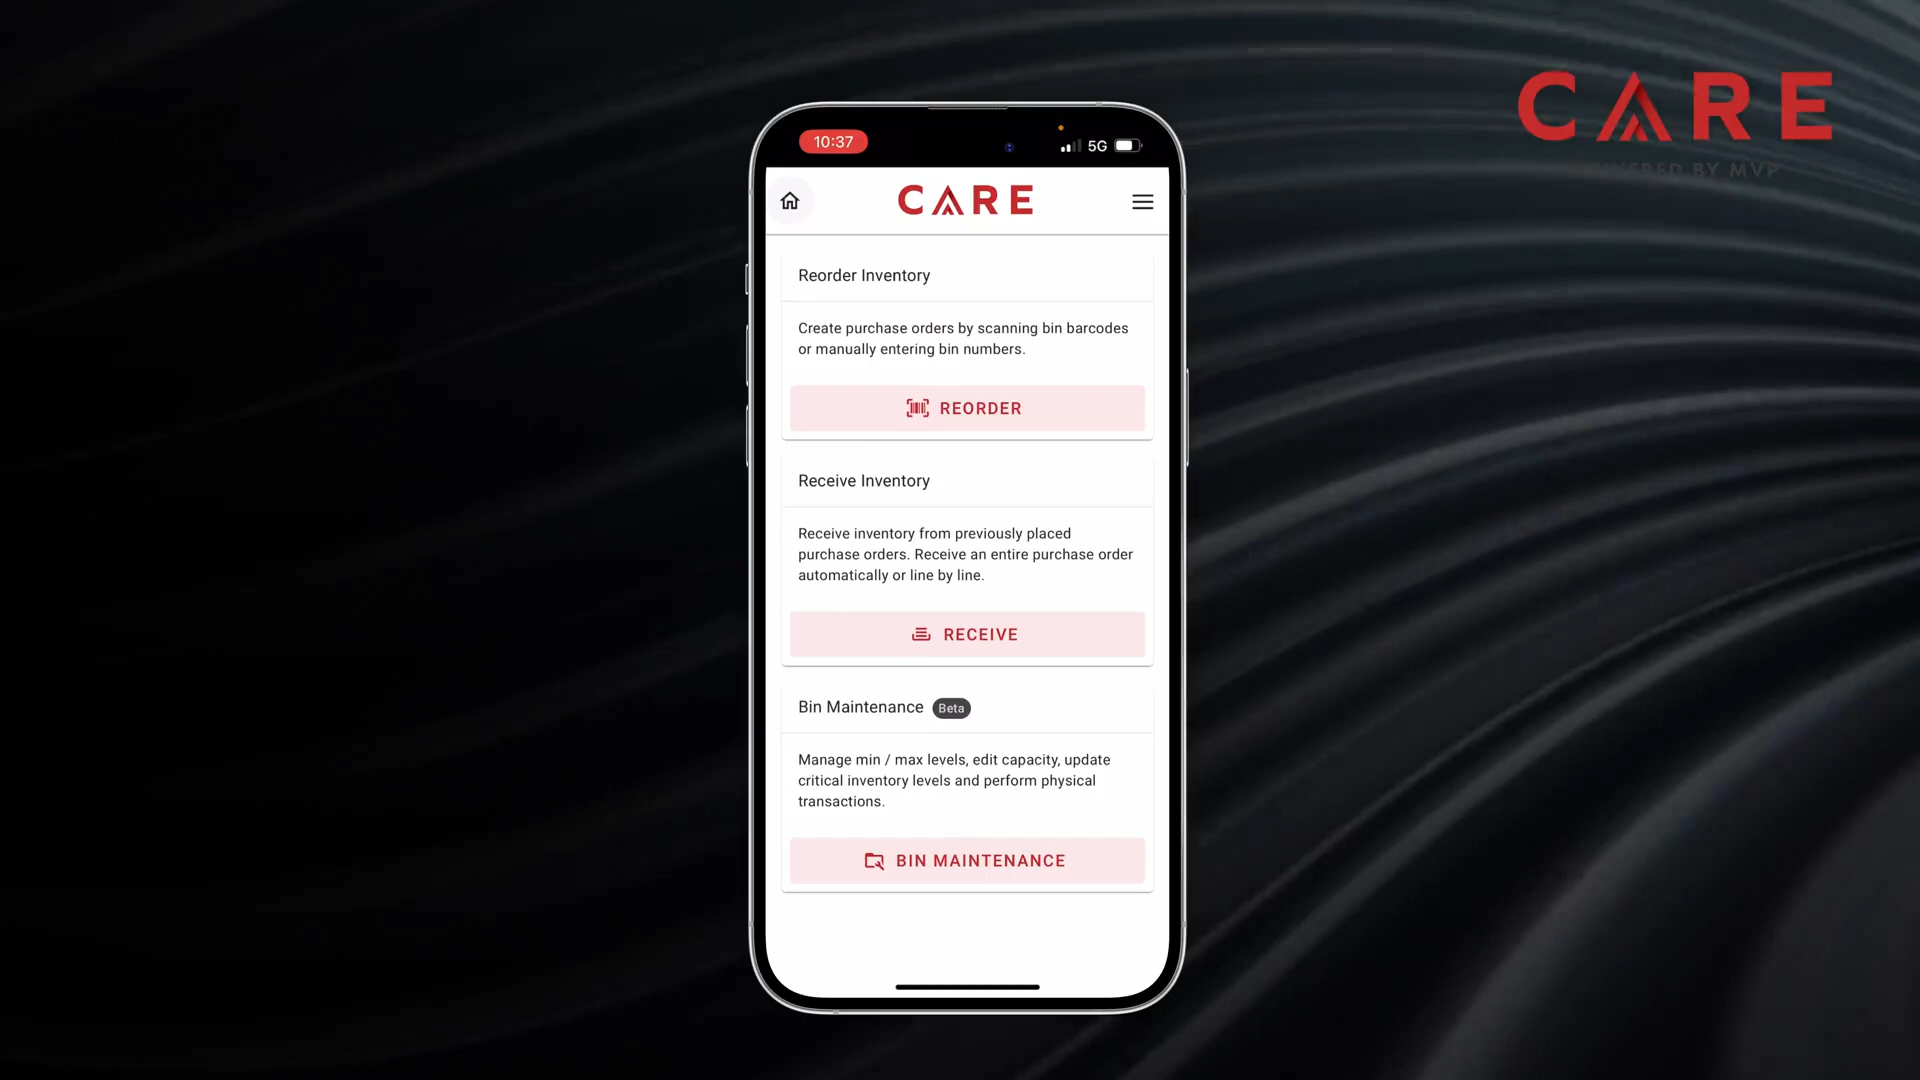 CARE
POWERED BY MVP
10:37
5G
CARE
Reorder Inventory
Create purchase orders by scanning bin barcodes
or manually entering bin numbers.
REORDER
Receive Inventory
Receive inventory from previously placed
purchase orders. Receive an entire purchase order
automatically or line by line.
RECEIVE
Bin Maintenance Beta
Manage min / max levels, edit capacity, update
critical inventory levels and perform physical
transactions.
BIN MAINTENANCE